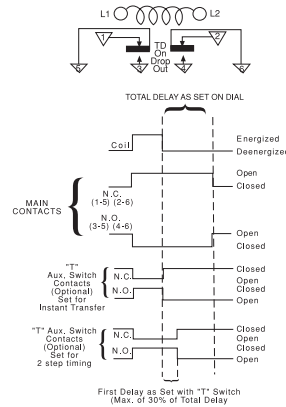 L1 L2
1 2
TD
On
Drop
Out
5 3 4 6
TOTAL DELAY AS SET ON DIAL
Coil
Energized
Deenergized
MAIN
CONTACTS
N.C.
(1-5) (2-6)
Open
Closed
N.O.
(3-5) (4-6)
Open
Closed
"T"
Aux, Switch
Contacts
(Optional)
Set for
Instant Transfer
N.C.
N.O.
Closed
Open
Closed
Open
"T" Aux, Switch
Contacts
(Optional)
Set for
2 step timing
N.C.
N.O.
Closed
Open
Closed
Open
First Delay as Set with "T" Switch
(Max. of 30% of Total Delay